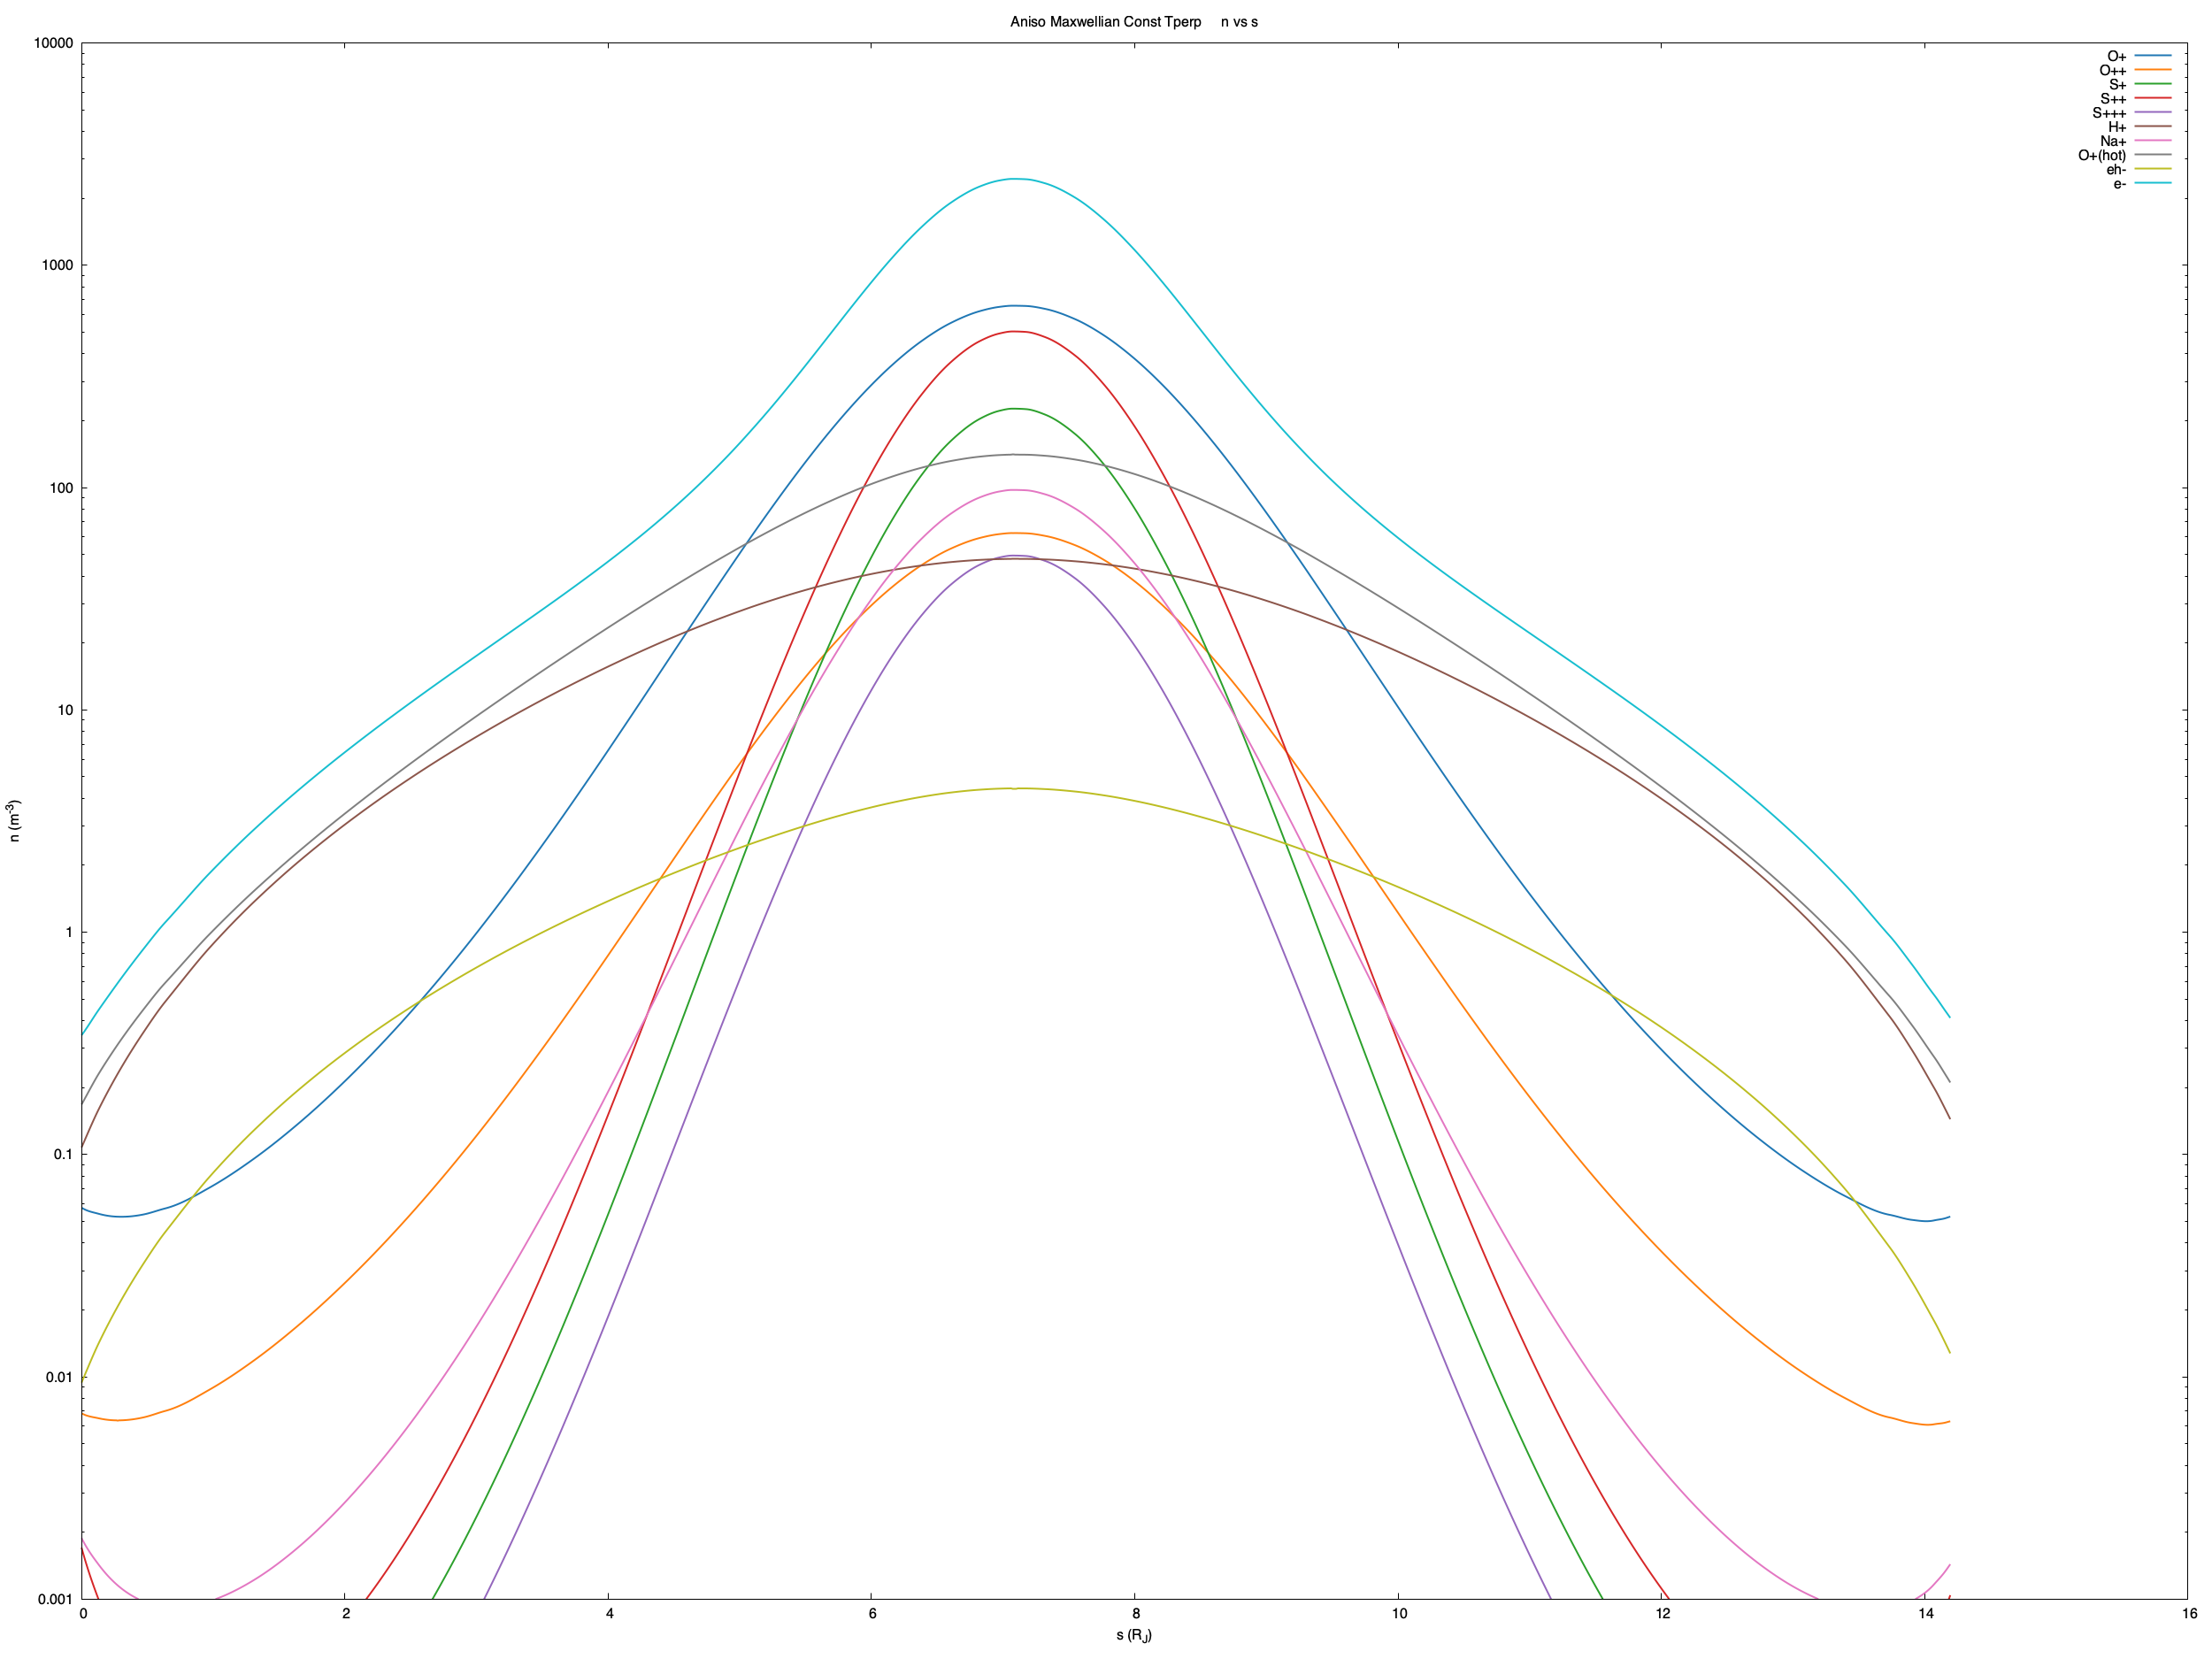 Aniso Maxwellian Const Tperp n vs s
10000
1000
100
10
1
0.1
0.01
0.001
n (m⁻³)
O+
O++
S+
S++
S+++
H+
Na+
O+(hot)
eh-
e-
0 2 4 6 8 10 12 14 16
s (R_J)